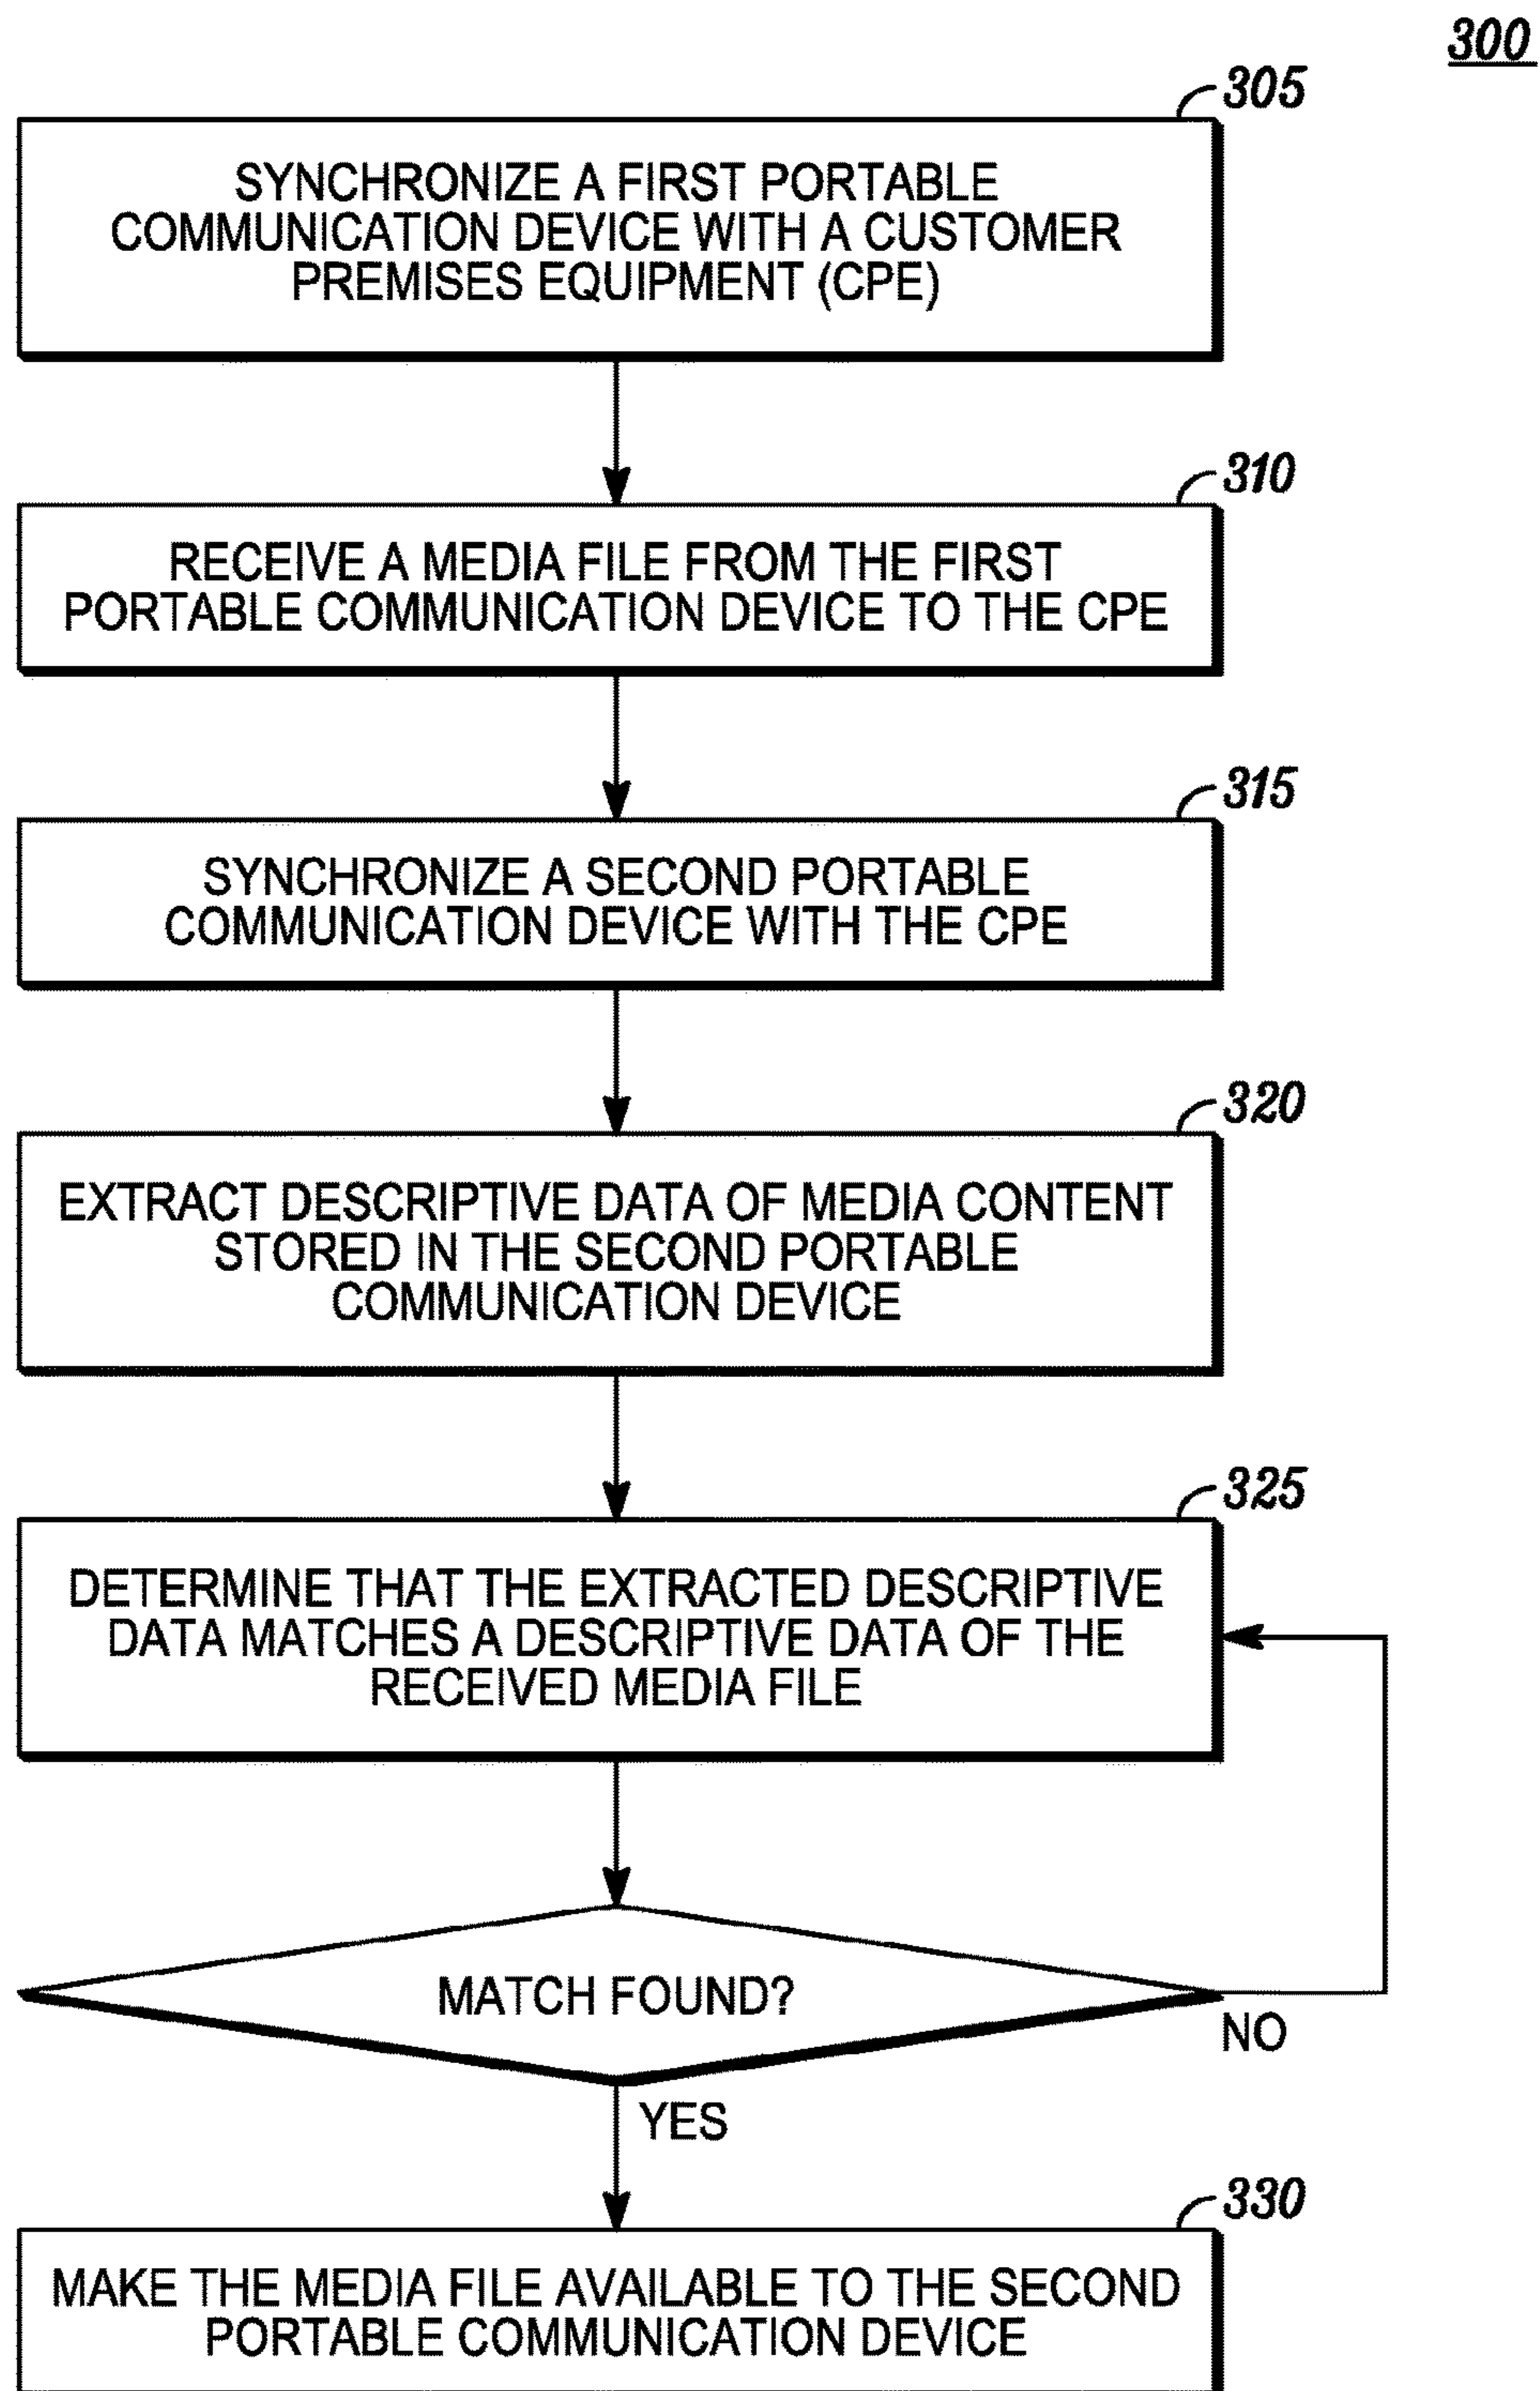 300
305
SYNCHRONIZE A FIRST PORTABLE
COMMUNICATION DEVICE WITH A CUSTOMER
PREMISES EQUIPMENT (CPE)
310
RECEIVE A MEDIA FILE FROM THE FIRST
PORTABLE COMMUNICATION DEVICE TO THE CPE
315
SYNCHRONIZE A SECOND PORTABLE
COMMUNICATION DEVICE WITH THE CPE
320
EXTRACT DESCRIPTIVE DATA OF MEDIA CONTENT
STORED IN THE SECOND PORTABLE
COMMUNICATION DEVICE
325
DETERMINE THAT THE EXTRACTED DESCRIPTIVE
DATA MATCHES A DESCRIPTIVE DATA OF THE
RECEIVED MEDIA FILE
MATCH FOUND?
NO
YES
330
MAKE THE MEDIA FILE AVAILABLE TO THE SECOND
PORTABLE COMMUNICATION DEVICE